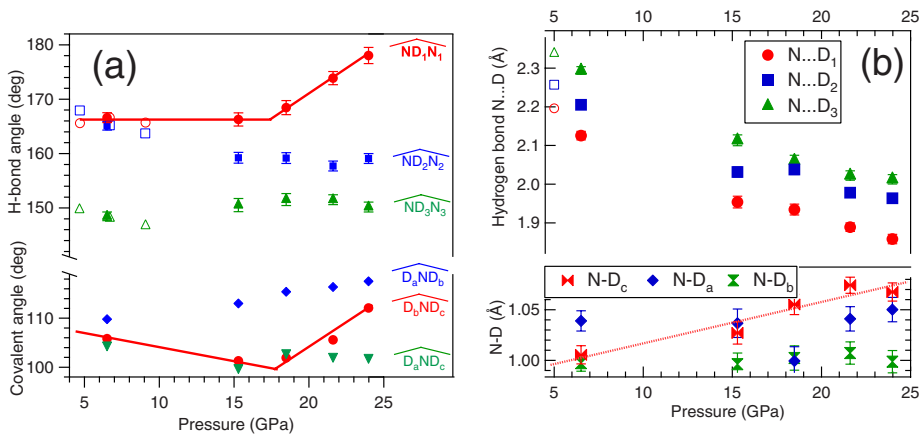 (a)
180
170
160
150
H-bond angle (deg)
ND1N1
ND2N2
ND3N3
110
100
Covalent angle (deg)
DaNDb
DbNDc
DaNDc
5 10 15 20 25
Pressure (GPa)
5 10 15 20 25
(b)
N...D1
N...D2
N...D3
2.3
2.2
2.1
2.0
1.9
Hydrogen bond N...D (Å)
N-Dc N-Da N-Db
1.05
1.00
N-D (Å)
5 10 15 20 25
Pressure (GPa)